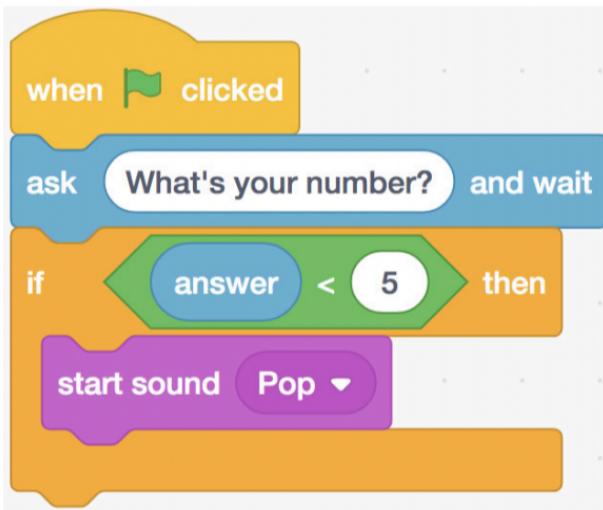 when clicked
ask What's your number? and wait
if answer < 5 then
start sound Pop